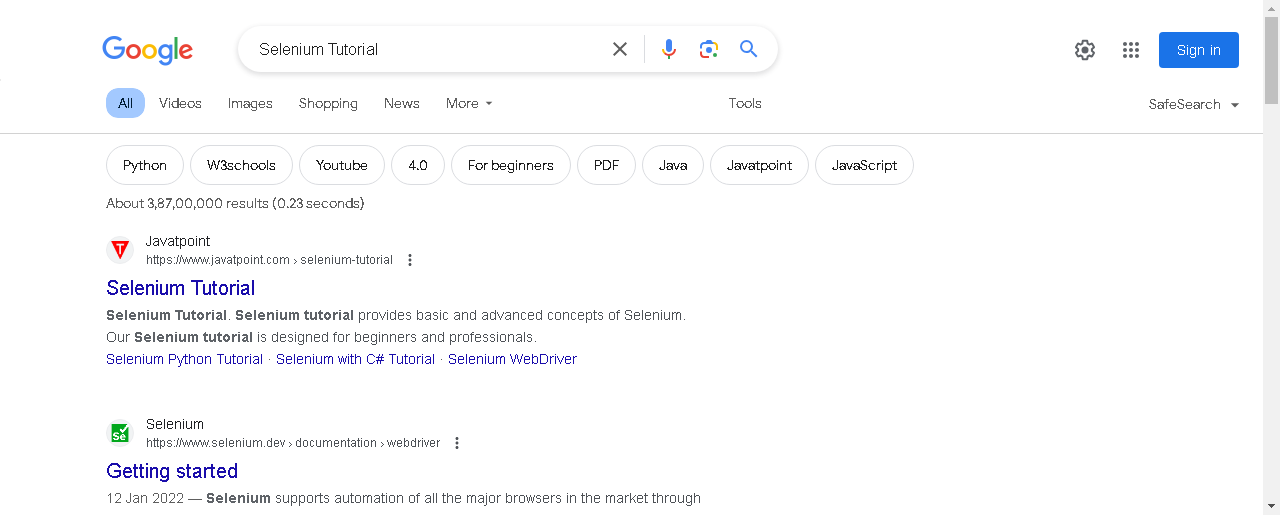 Google
Selenium Tutorial
Sign in
All Videos Images Shopping News More Tools SafeSearch
Python W3schools Youtube 4.0 For beginners PDF Java Javatpoint JavaScript
About 3,87,00,000 results (0.23 seconds)
T
Javatpoint
https://www.javatpoint.com › selenium-tutorial
Selenium Tutorial
Selenium Tutorial. Selenium tutorial provides basic and advanced concepts of Selenium.
Our Selenium tutorial is designed for beginners and professionals.
Selenium Python Tutorial · Selenium with C# Tutorial · Selenium WebDriver
Se
Selenium
https://www.selenium.dev › documentation › webdriver
Getting started
12 Jan 2022 — Selenium supports automation of all the major browsers in the market through